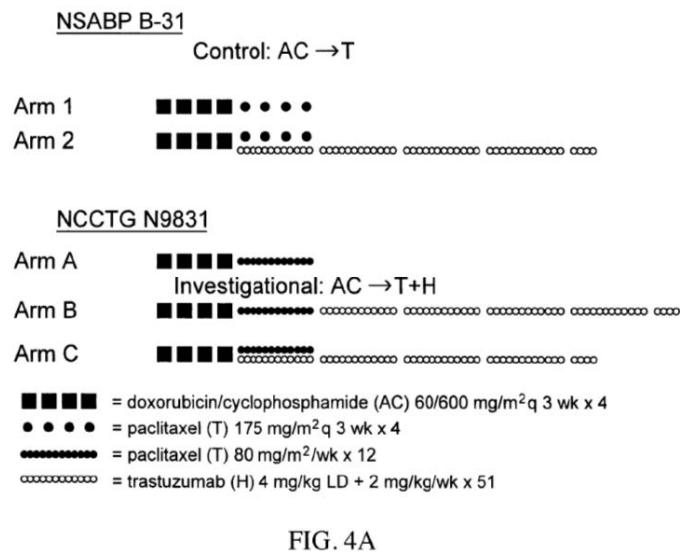 NSABP B-31
Control: AC →T
Arm 1
Arm 2
NCCTG N9831
Arm A
Investigational: AC →T+H
Arm B
Arm C
= doxorubicin/cyclophosphamide (AC) 60/600 mg/m²q 3 wk x 4
= paclitaxel (T) 175 mg/m²q 3 wk x 4
= paclitaxel (T) 80 mg/m²/wk x 12
= trastuzumab (H) 4 mg/kg LD + 2 mg/kg/wk x 51
FIG. 4A